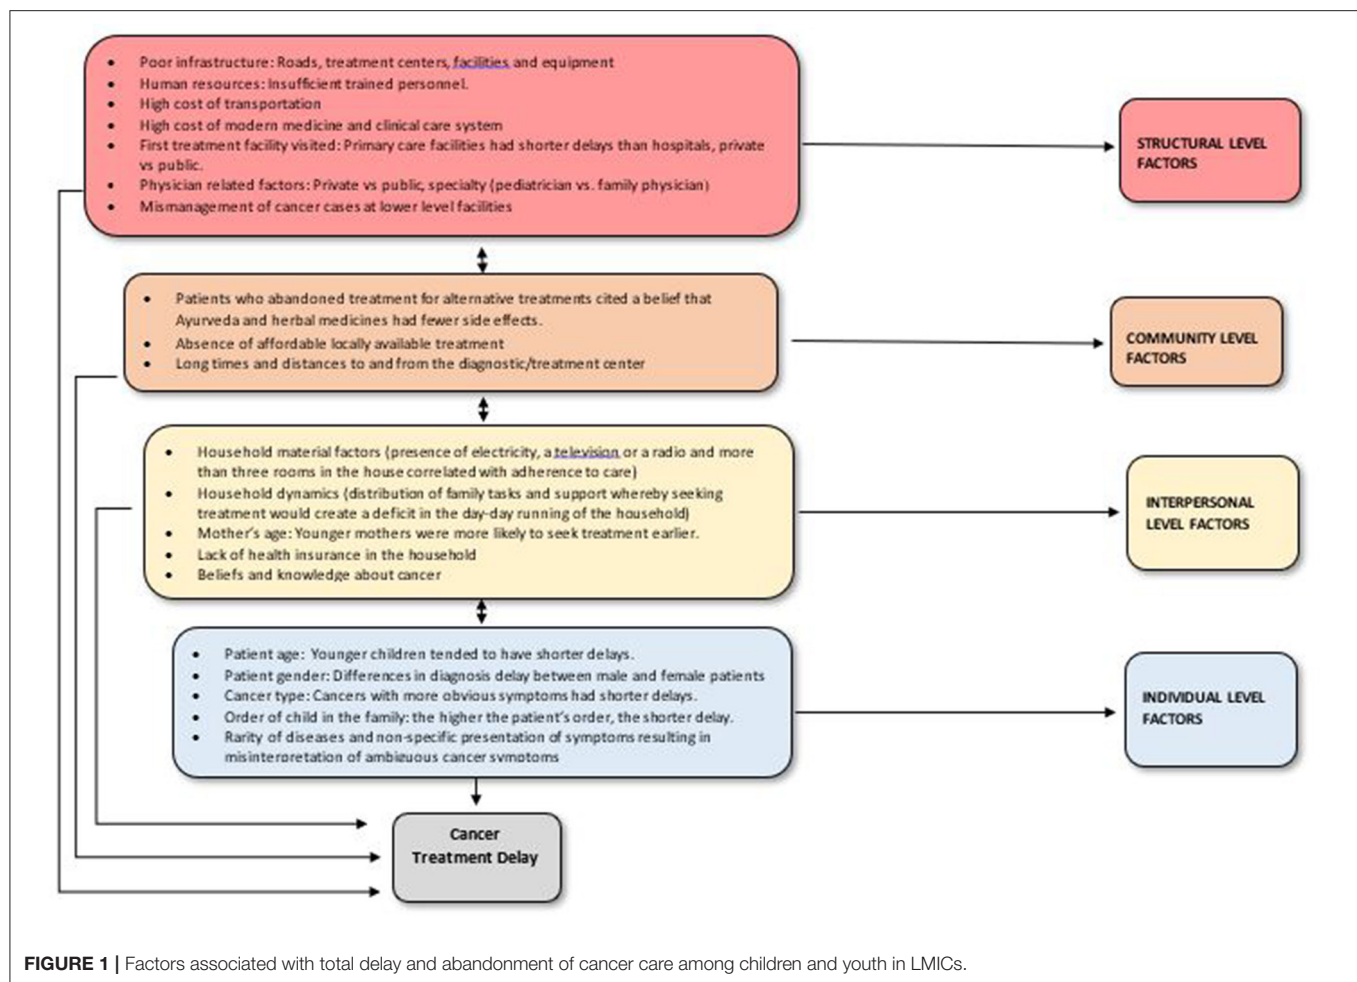 Poor infrastructure: Roads, treatment centers, facilities and equipment
Human resources: Insufficient trained personnel.
High cost of transportation
High cost of modern medicine and clinical care system
First treatment facility visited: Primary care facilities had shorter delays than hospitals, private
vs public.
Physician related factors: Private vs public, specialty (pediatrician vs. family physician)
Mismanagement of cancer cases at lower level facilities
STRUCTURAL LEVEL
FACTORS
Patients who abandoned treatment for alternative treatments cited a belief that
Ayurveda and herbal medicines had fewer side effects.
Absence of affordable locally available treatment
Long times and distances to and from the diagnostic/treatment center
COMMUNITY LEVEL
FACTORS
Household material factors (presence of electricity, a television or a radio and more
than three rooms in the house correlated with adherence to care)
Household dynamics (distribution of family tasks and support whereby seeking
treatment would create a deficit in the day-day running of the household)
Mother's age: Younger mothers were more likely to seek treatment earlier.
Lack of health insurance in the household
Beliefs and knowledge about cancer
INTERPERSONAL
LEVEL FACTORS
Patient age: Younger children tended to have shorter delays.
Patient gender: Differences in diagnosis delay between male and female patients
Cancer type: Cancers with more obvious symptoms had shorter delays.
Order of child in the family: the higher the patient's order, the shorter delay.
Rarity of diseases and non-specific presentation of symptoms resulting in
misinterpretation of ambiguous cancer symptoms
INDIVIDUAL LEVEL
FACTORS
Cancer
Treatment Delay
FIGURE 1 | Factors associated with total delay and abandonment of cancer care among children and youth in LMICs.